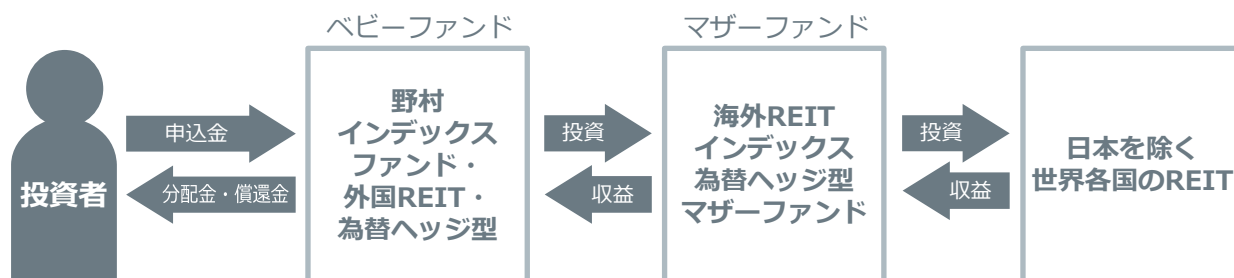 ベビーファンド
マザーファンド
投資者
申込金
分配金・償還金
野村
インデックス
ファンド・
外国REIT・
為替ヘッジ型
投資
収益
海外REIT
インデックス
為替ヘッジ型
マザーファンド
投資
収益
日本を除く
世界各国のREIT